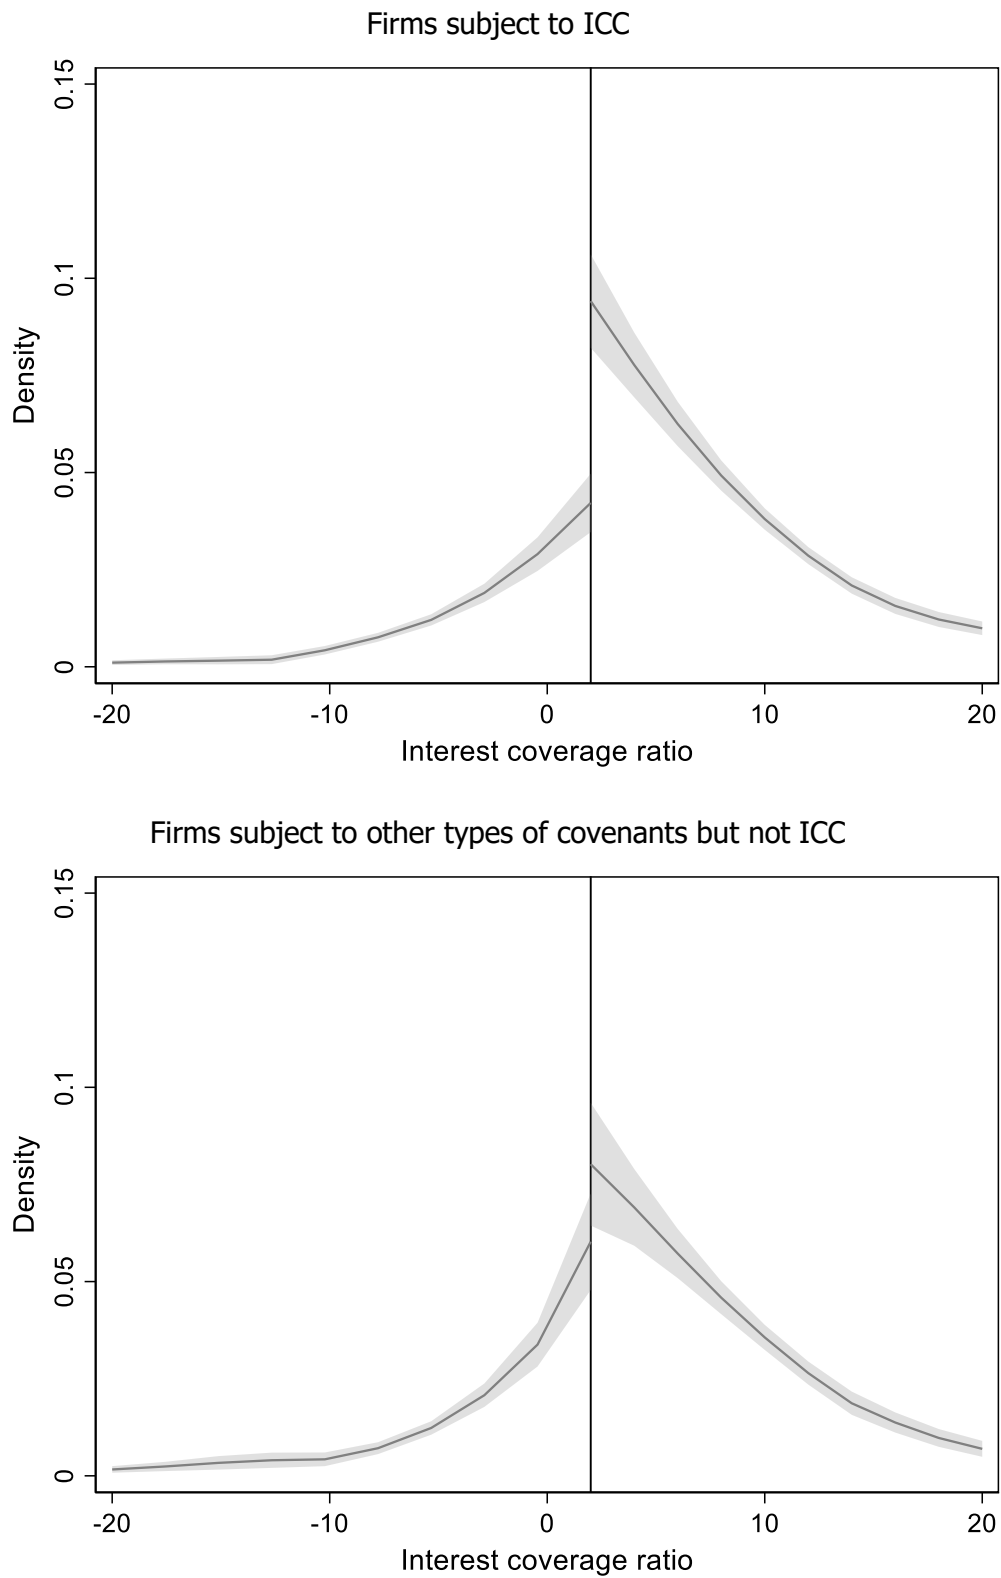 Firms subject to ICC
0.15
0.1
0.05
0
Density
-20 -10 0 10 20
Interest coverage ratio
Firms subject to other types of covenants but not ICC
0.15
0.1
0.05
0
Density
-20 -10 0 10 20
Interest coverage ratio